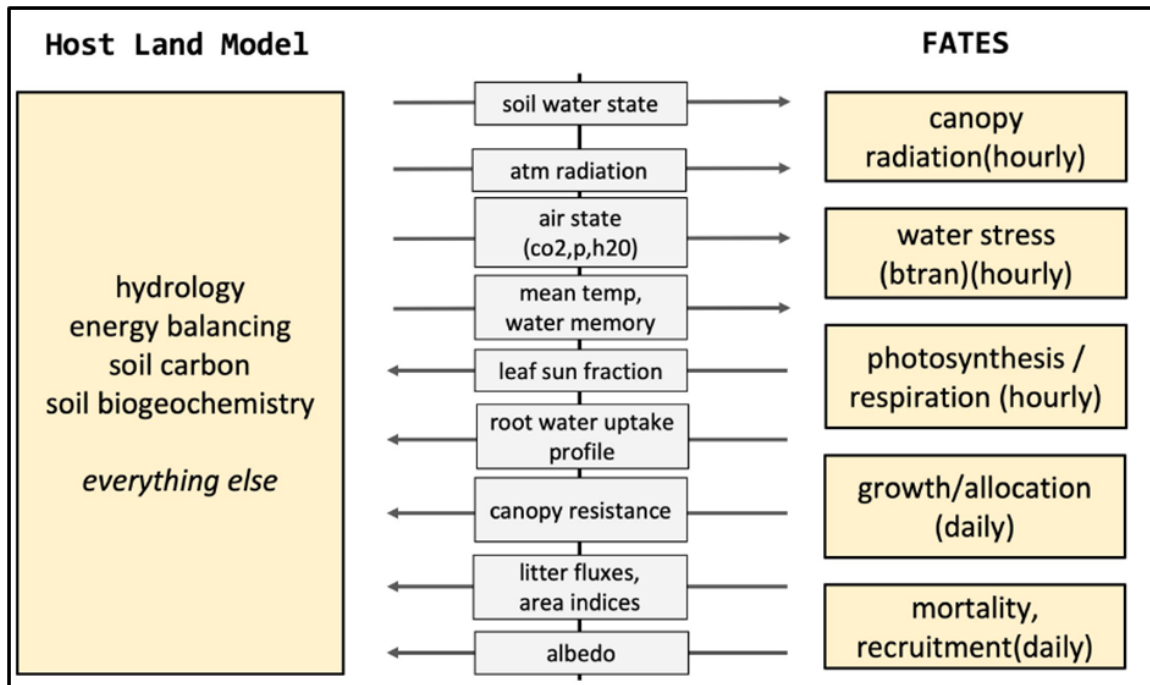 Host Land Model
FATES
hydrology
energy balancing
soil carbon
soil biogeochemistry
everything else
soil water state
atm radiation
air state
(co2,p,h20)
mean temp,
water memory
leaf sun fraction
root water uptake
profile
canopy resistance
litter fluxes,
area indices
albedo
canopy
radiation(hourly)
water stress
(btran)(hourly)
photosynthesis /
respiration (hourly)
growth/allocation
(daily)
mortality,
recruitment(daily)